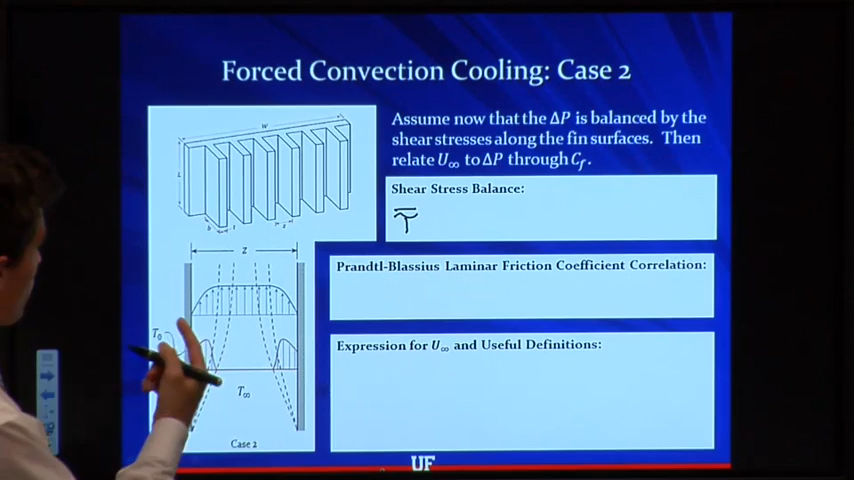 Forced Convection Cooling: Case 2
Assume now that the ΔP is balanced by the
shear stresses along the fin surfaces. Then
relate U∞ to ΔP through Cf.
Shear Stress Balance:
τ̅
Prandtl-Blassius Laminar Friction Coefficient Correlation:
Expression for U∞ and Useful Definitions:
W
L
b
t
z
Z
T₀
T∞
Case 2
UF